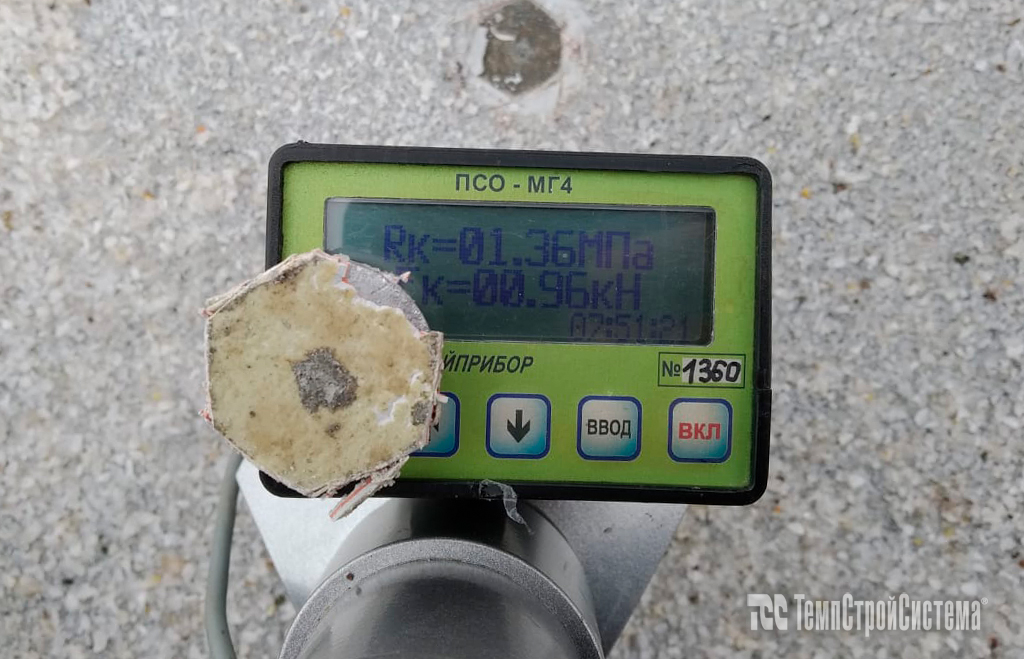 ПСО - МГ4
Rк=01.36МПа
к=00.96кН
07:51:21
ЙПРИБОР
№1360
ВВОД
ВКЛ
ТемпСтройСистема